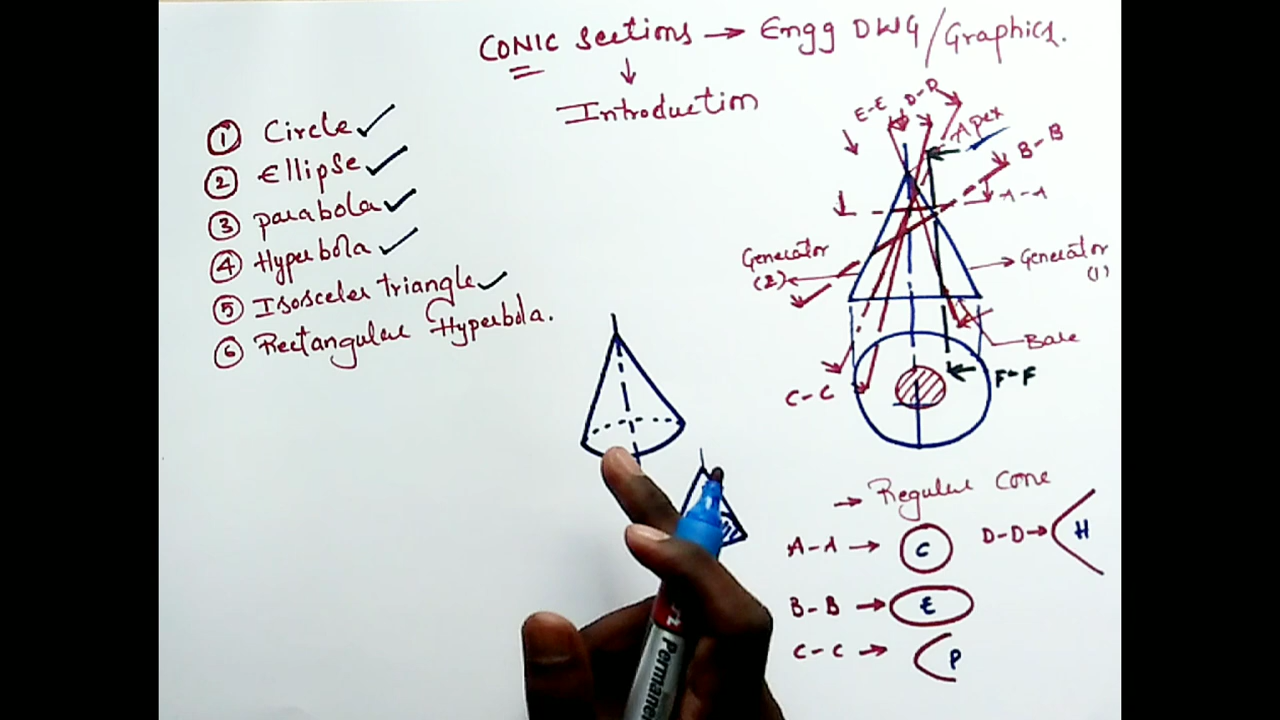 CONIC Sections → Engg DWG/Graphics.
↓
Introduction
① Circle ✓
② Ellipse ✓
③ parabola ✓
④ Hyperbola ✓
⑤ Isosceles triangle ✓
⑥ Rectangular Hyperbola.
E-E
D-D
Apex
B-B
A-A
Generator
(2)
Generator
(1)
Base
C-C
F-F
→ Regular Cone
A-A → C
D-D → H
B-B → E
C-C → P
Permanen